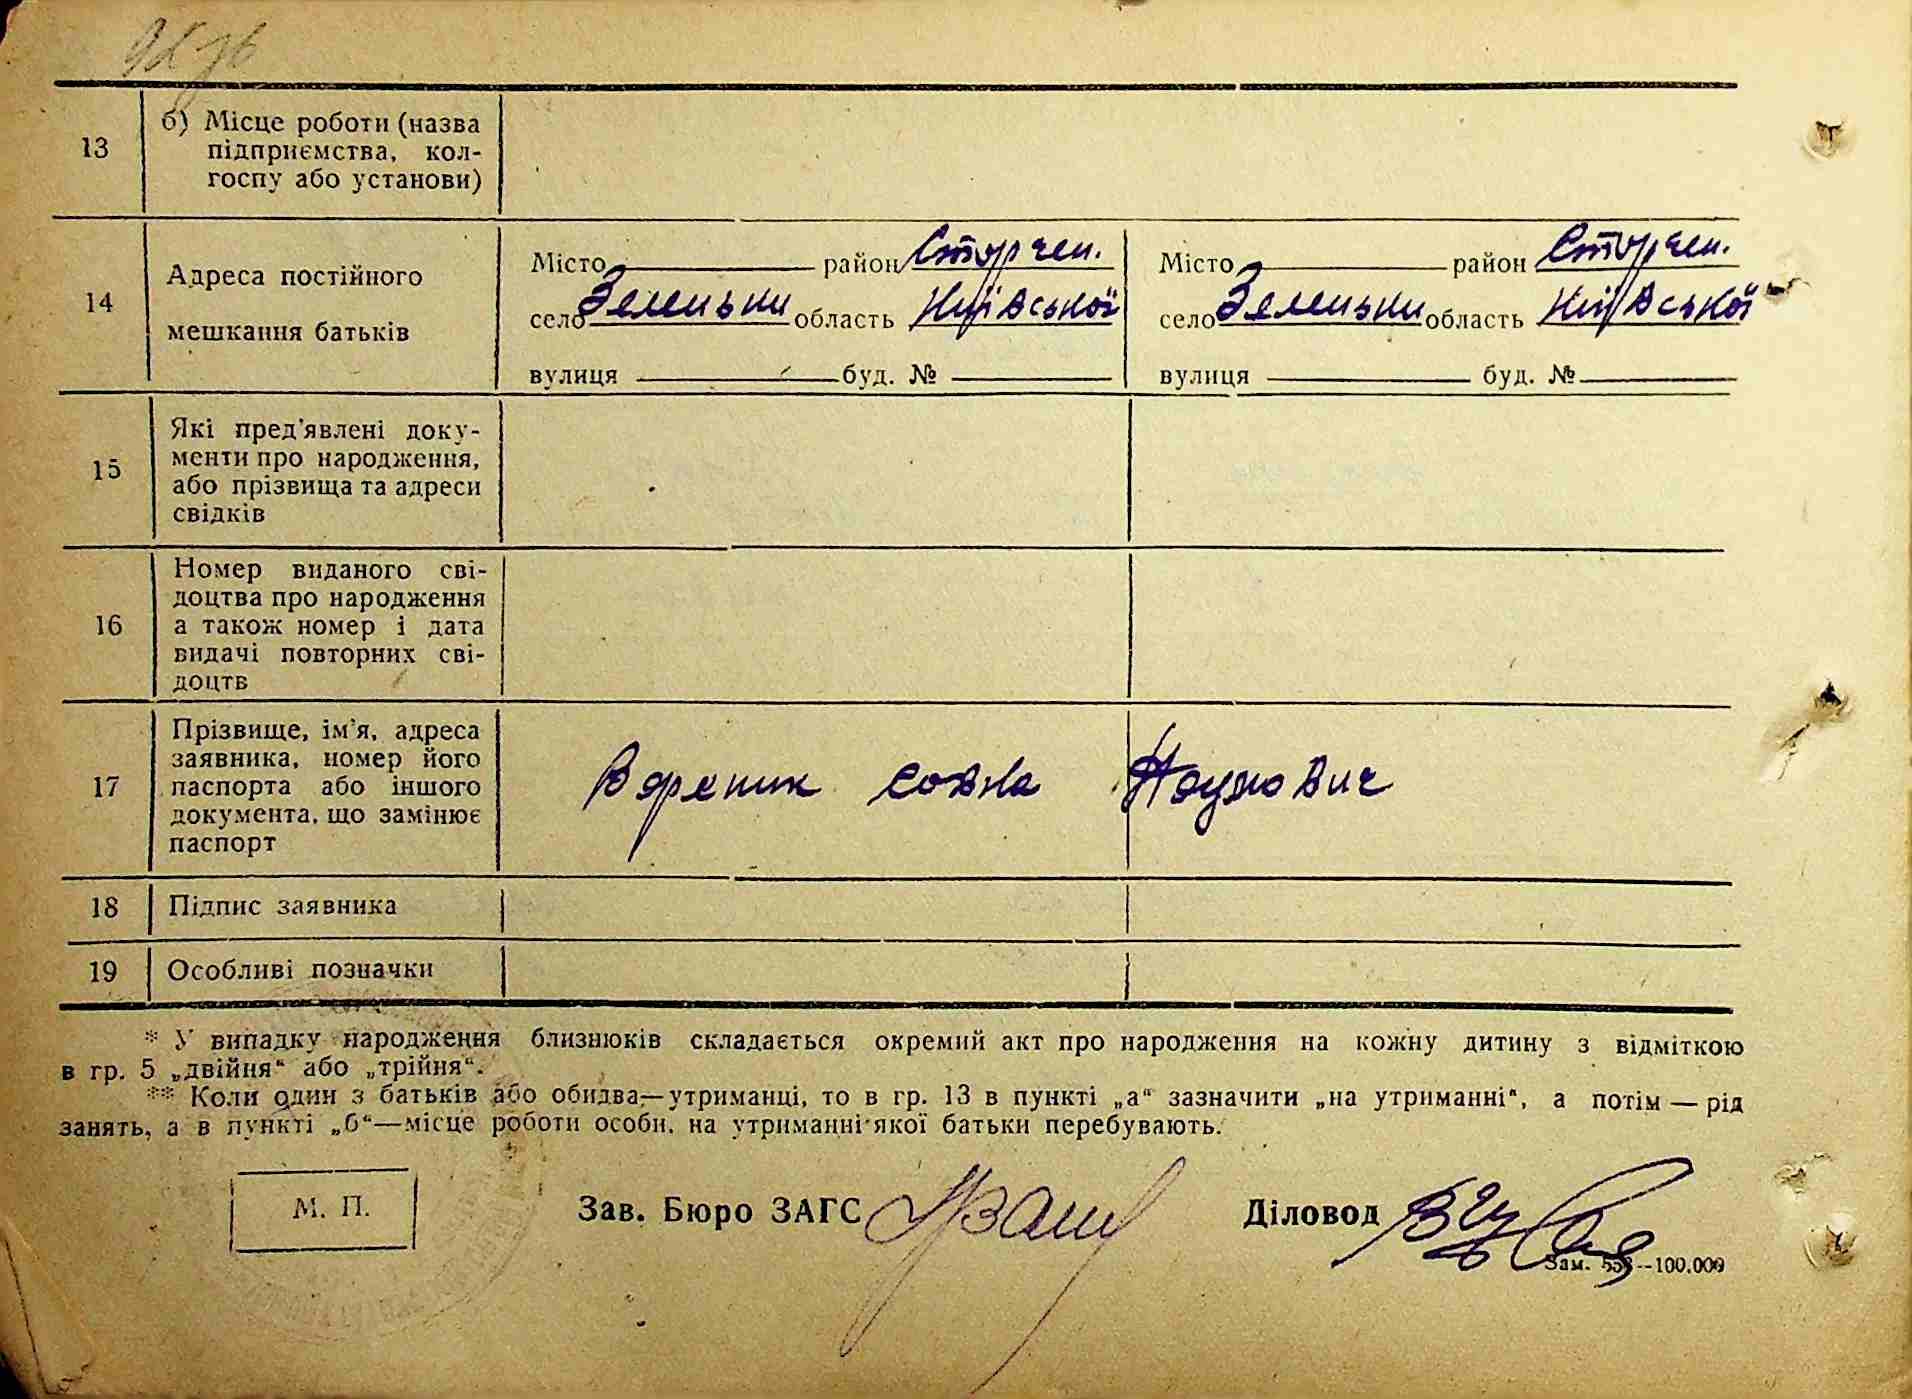 13
б) Місце роботи (назва
підприємства, кол-
госпу або установи)
14
Адреса постійного
мешкання батьків
Місто район Сторчен.
село Зеленьки область Київської
вулиця буд. №
Місто район Сторчен.
село Зеленьки область Київської
вулиця буд. №
15
Які пред'явлені доку-
менти про народження,
або прізвища та адреси
свідків
16
Номер виданого сві-
доцтва про народження
а також номер і дата
видачі повторних сві-
доцтв
17
Прізвище, ім'я, адреса
заявника, номер його
паспорта або іншого
документа, що замінює
паспорт
Вареник Савка Наумович
18
Підпис заявника
19
Особливі позначки
* У випадку народження близнюків складається окремий акт про народження на кожну дитину з відміткою
в гр. 5 „двійня“ або „трійня“.
** Коли один з батьків або обидва—утриманці, то в гр. 13 в пункті „а“ зазначити „на утриманні“, а потім — рід
занять, а в пункті „б“—місце роботи особи, на утриманні якої батьки перебувають.
М. П.
Зав. Бюро ЗАГС
Діловод
Зам. 558--100.000